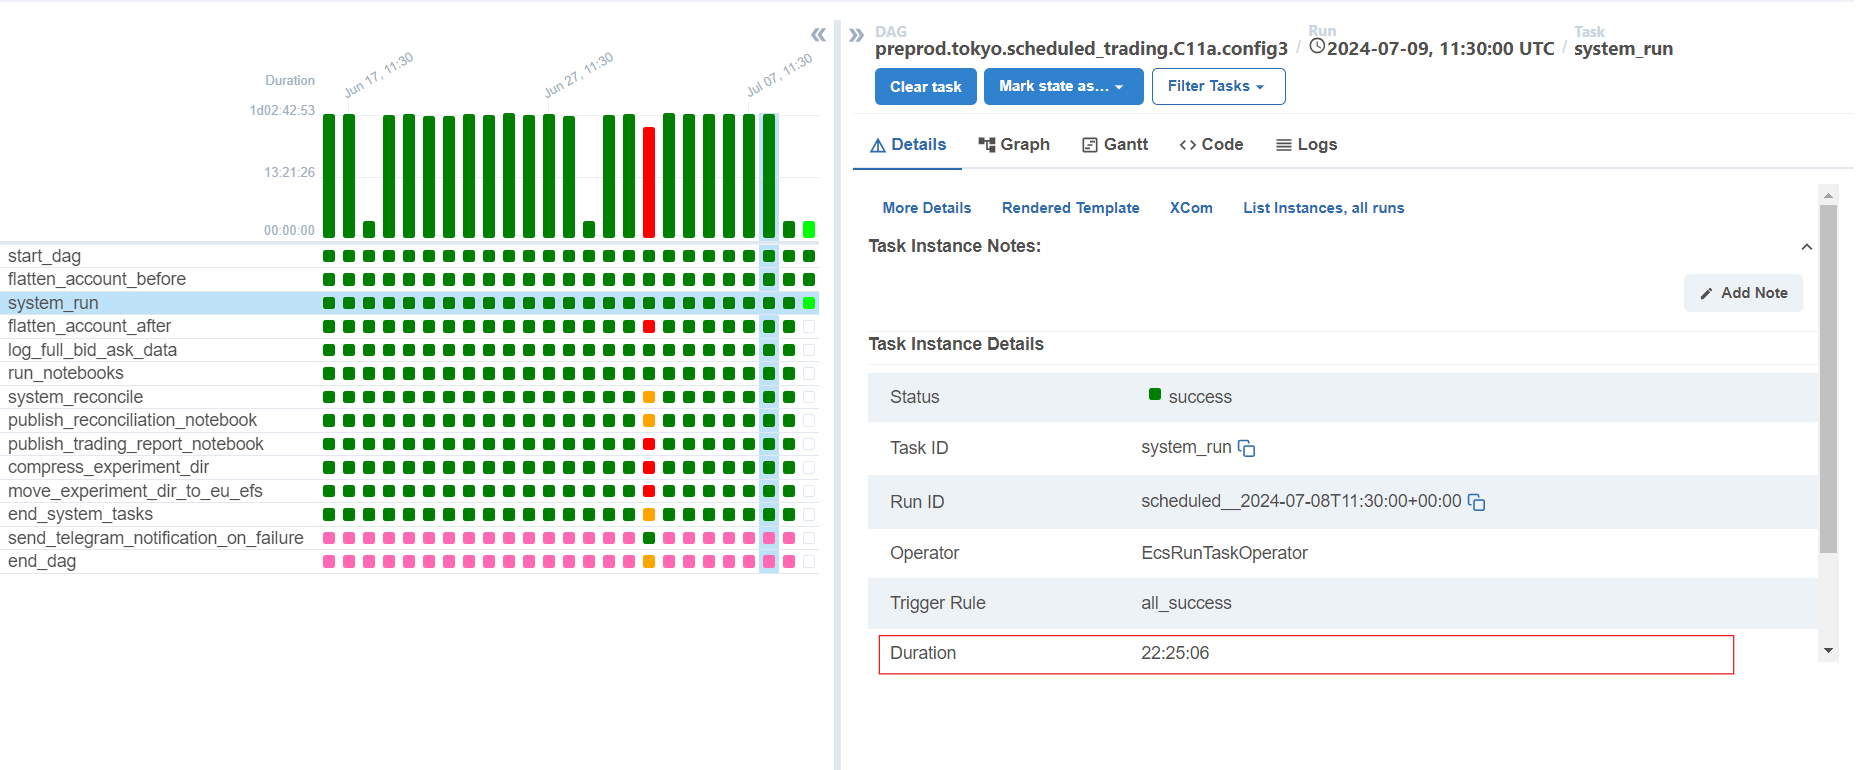 Duration
Jun 17, 11:30
Jun 27, 11:30
Jul 07, 11:30
1d02:42:53
13:21:26
00:00:00
start_dag
flatten_account_before
system_run
flatten_account_after
log_full_bid_ask_data
run_notebooks
system_reconcile
publish_reconciliation_notebook
publish_trading_report_notebook
compress_experiment_dir
move_experiment_dir_to_eu_efs
end_system_tasks
send_telegram_notification_on_failure
end_dag
DAG Run Task
preprod.tokyo.scheduled_trading.C11a.config3 / 2024-07-09, 11:30:00 UTC / system_run
Clear task Mark state as... Filter Tasks
Details Graph Gantt Code Logs
More Details Rendered Template XCom List Instances, all runs
Task Instance Notes:
Add Note
Task Instance Details
Status success
Task ID system_run
Run ID scheduled__2024-07-08T11:30:00+00:00
Operator EcsRunTaskOperator
Trigger Rule all_success
Duration 22:25:06